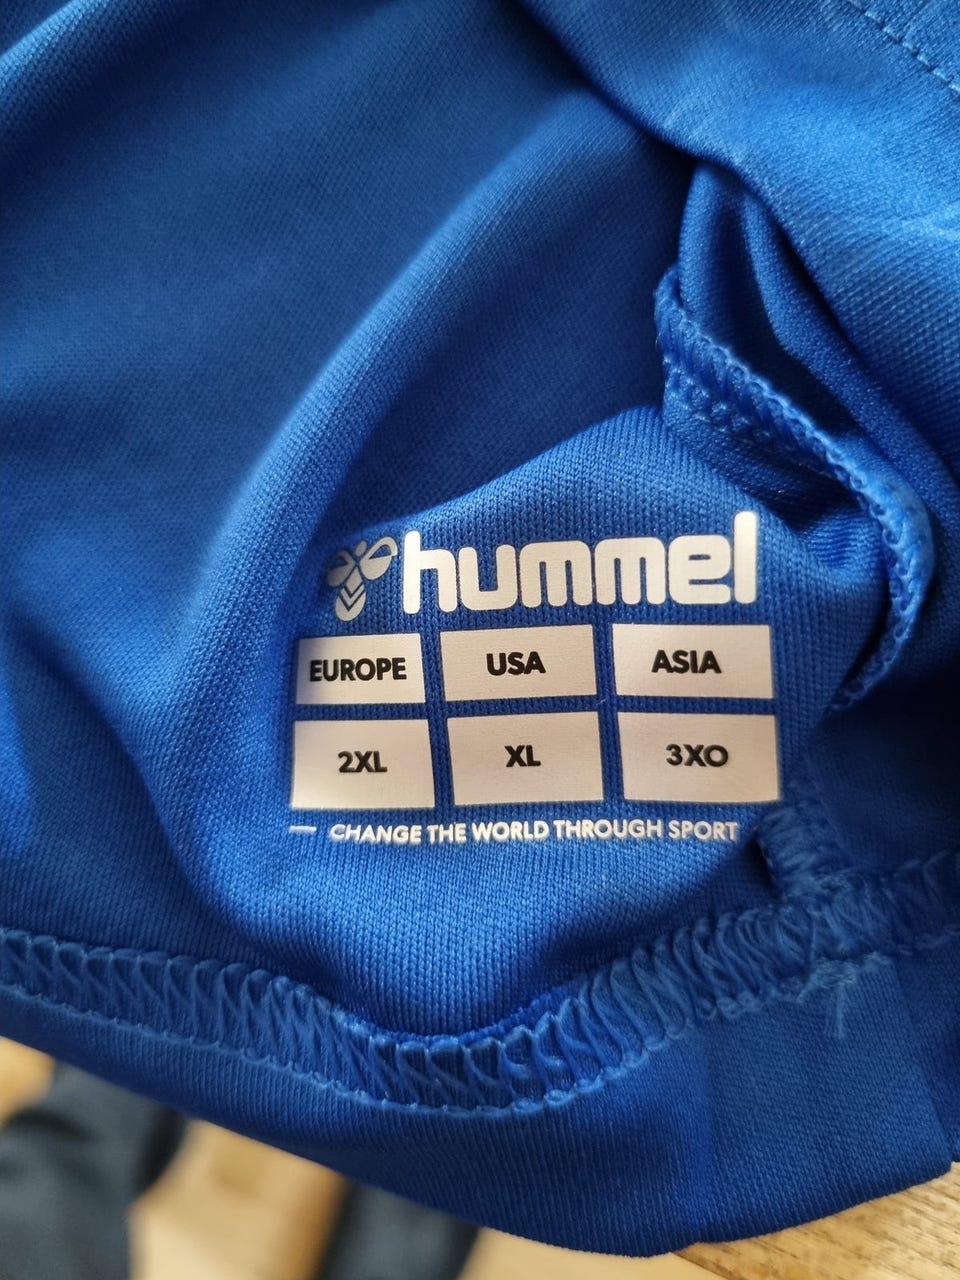 hummel
EUROPE USA ASIA
2XL XL 3XO
CHANGE THE WORLD THROUGH SPORT